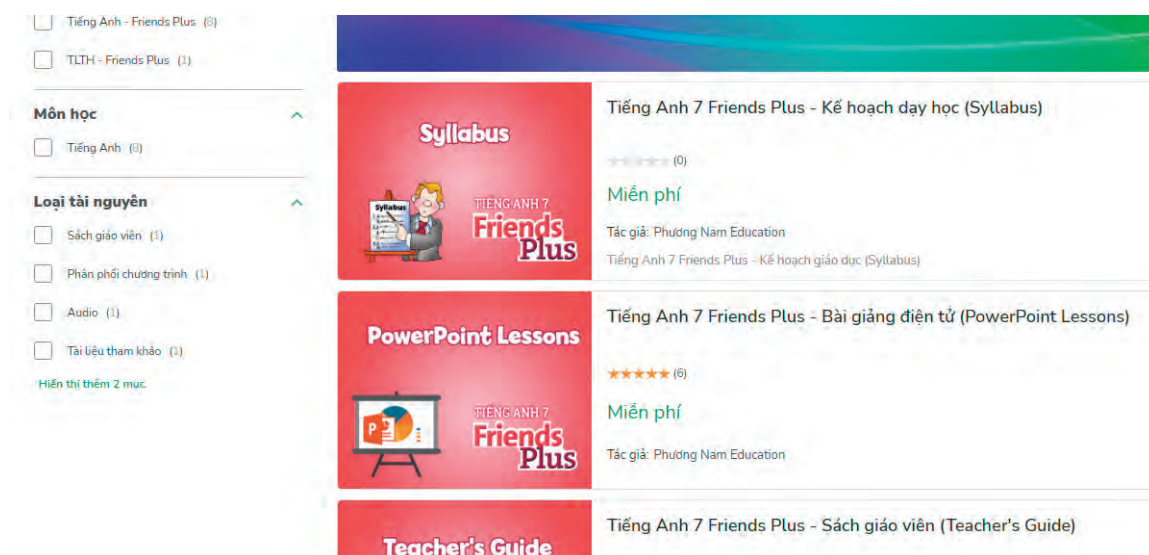 Tiếng Anh - Friends Plus (8)
TLTH - Friends Plus (1)
Môn học
Tiếng Anh (8)
Loại tài nguyên
Sách giáo viên (1)
Phân phối chương trình (1)
Audio (1)
Tài liệu tham khảo (1)
Hiển thị thêm 2 mục.
Syllabus
Syllabus
TIẾNG ANH 7
Friends
Plus
Tiếng Anh 7 Friends Plus - Kế hoạch dạy học (Syllabus)
(0)
Miễn phí
Tác giả: Phương Nam Education
Tiếng Anh 7 Friends Plus - Kế hoạch giáo dục (Syllabus)
PowerPoint Lessons
P
TIẾNG ANH 7
Friends
Plus
Tiếng Anh 7 Friends Plus - Bài giảng điện tử (PowerPoint Lessons)
(6)
Miễn phí
Tác giả: Phương Nam Education
Teacher's Guide
Tiếng Anh 7 Friends Plus - Sách giáo viên (Teacher's Guide)